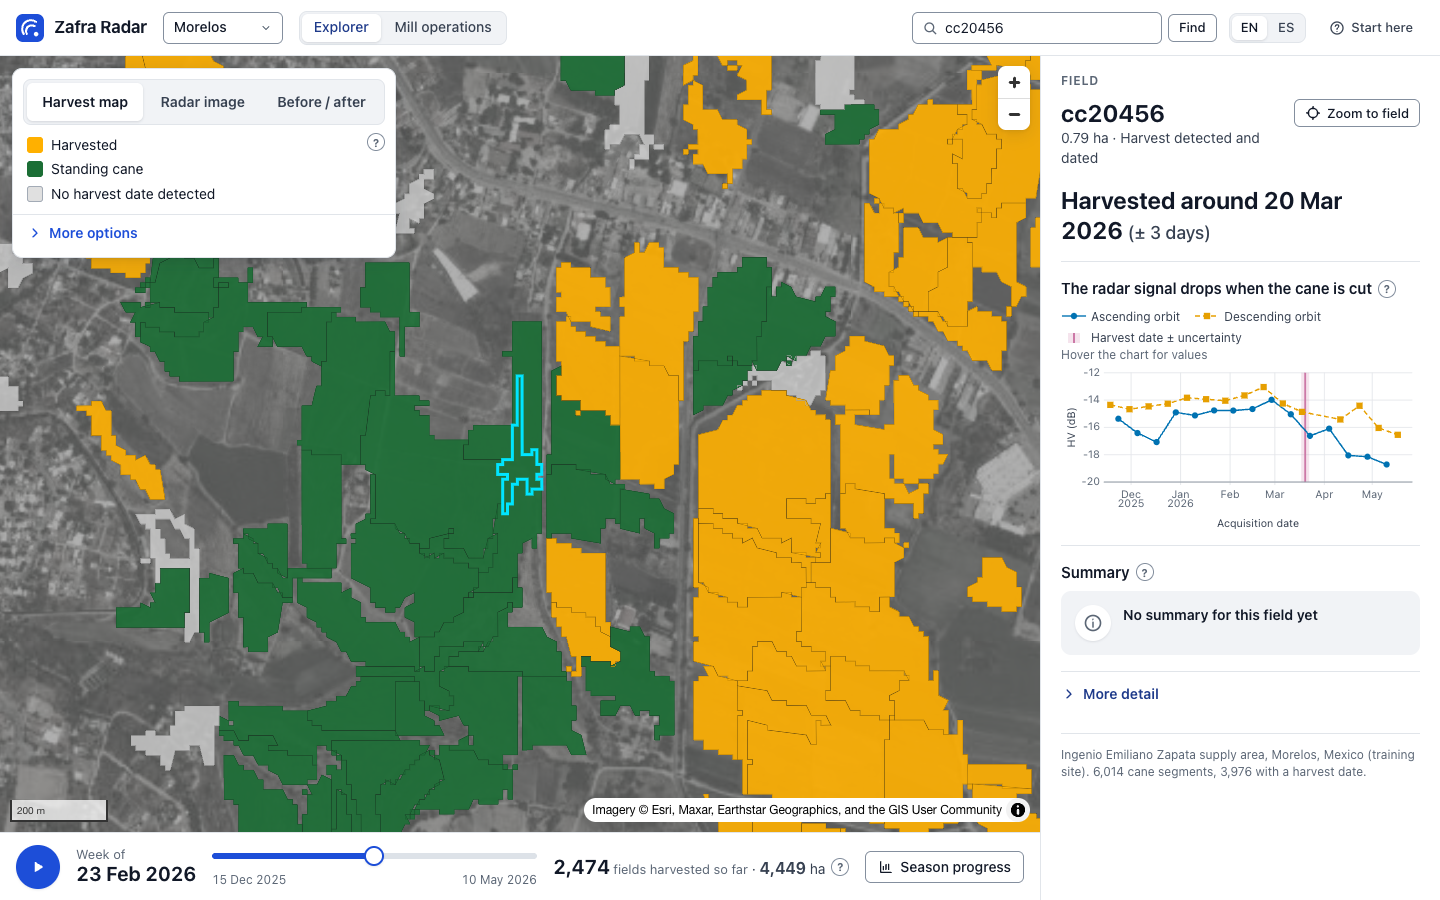 Zafra Radar
Morelos
Explorer
Mill operations
cc20456
Find
EN
ES
Start here
Harvest map
Radar image
Before / after
Harvested
Standing cane
No harvest date detected
More options
200 m
Imagery © Esri, Maxar, Earthstar Geographics, and the GIS User Community
Week of
23 Feb 2026
15 Dec 2025
10 May 2026
2,474 fields harvested so far · 4,449 ha
Season progress
FIELD
cc20456
Zoom to field
0.79 ha · Harvest detected and
dated
Harvested around 20 Mar
2026 (± 3 days)
The radar signal drops when the cane is cut
Ascending orbit
Descending orbit
Harvest date ± uncertainty
Hover the chart for values
HV (dB)
-12
-14
-16
-18
-20
Dec
2025
Jan
2026
Feb
Mar
Apr
May
Acquisition date
Summary
No summary for this field yet
More detail
Ingenio Emiliano Zapata supply area, Morelos, Mexico (training
site). 6,014 cane segments, 3,976 with a harvest date.